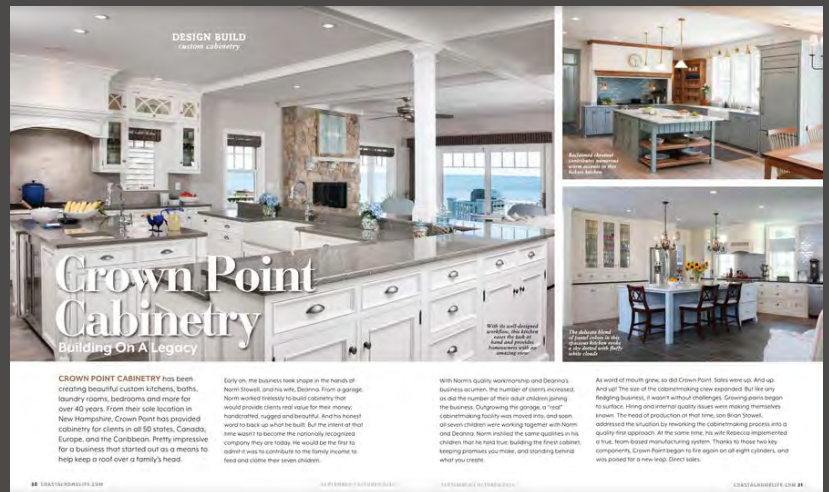 DESIGN BUILD
custom cabinetry
Crown Point
Cabinetry
Building On A Legacy
With its well-designed
workflow, this kitchen
eases the task at
hand and provides
homeowners with an
amazing view
Reclaimed chestnut
contributes numerous
warm accents to this
Subzero kitchen
The delicate blend
of pastel colors in this
spacious kitchen evoke
a sky dotted with fluffy
white clouds
CROWN POINT CABINETRY has been
creating beautiful custom kitchens, baths,
laundry rooms, bedrooms and more for
over 40 years. From their sole location in
New Hampshire, Crown Point has provided
cabinetry for clients in all 50 states, Canada,
Europe, and the Caribbean. Pretty impressive
for a business that started out as a means to
help keep a roof over a family's head.
Early on, the business took shape in the hands of
Norm Stowell, and his wife, Deanna. From a garage,
Norm worked tirelessly to build cabinetry that
would provide clients real value for their money;
handcrafted, rugged and beautiful. And his honest
word to back up what he built. But the intent at that
time wasn't to become the nationally recognized
company they are today. He would be the first to
admit it was to contribute to the family income to
feed and clothe their seven children.
With Norm's quality workmanship and Deanna's
business acumen, the number of clients increased,
as did the number of their adult children joining
the business. Outgrowing the garage, a "real"
cabinetmaking facility was moved into, and soon
all seven children were working together with Norm
and Deanna. Norm instilled the same qualities in his
children that he held true: building the finest cabinet,
keeping promises you make, and standing behind
what you create.
As word of mouth grew, so did Crown Point. Sales were up. And up.
And up! The size of the cabinetmaking crew expanded. But like any
fledgling business, it wasn't without challenges. Growing pains began
to surface. Hiring and internal quality issues were making themselves
known. The head of production at that time, son Brian Stowell,
addressed the situation by reworking the cabinetmaking process into a
quality-first approach. At the same time, his wife Rebecca implemented
a true, team-based manufacturing system. Thanks to those two key
components, Crown Point began to fire again on all eight cylinders, and
was poised for a new leap. Direct sales.
COASTALHOMELIFE.COM
COASTALHOMELIFE.COM